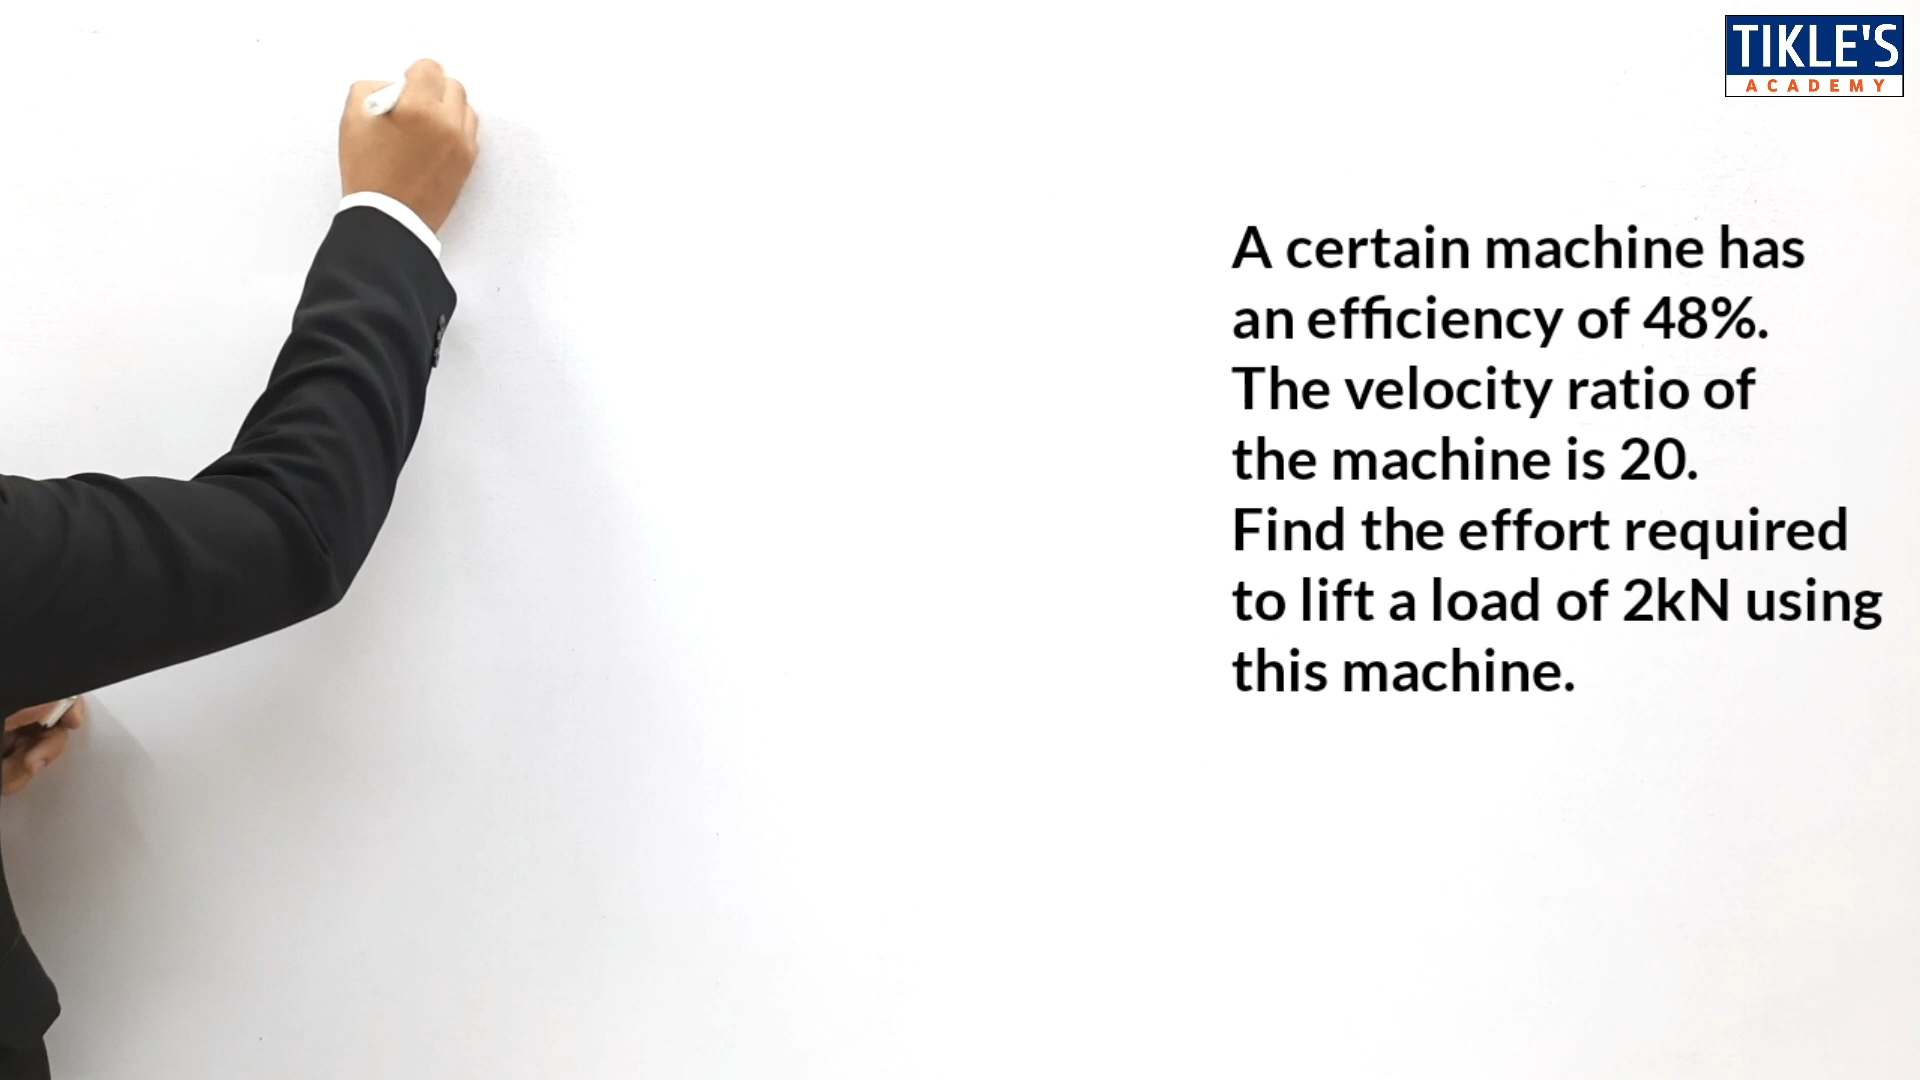 TIKLE'S
ACADEMY
A certain machine has
an efficiency of 48%.
The velocity ratio of
the machine is 20.
Find the effort required
to lift a load of 2kN using
this machine.